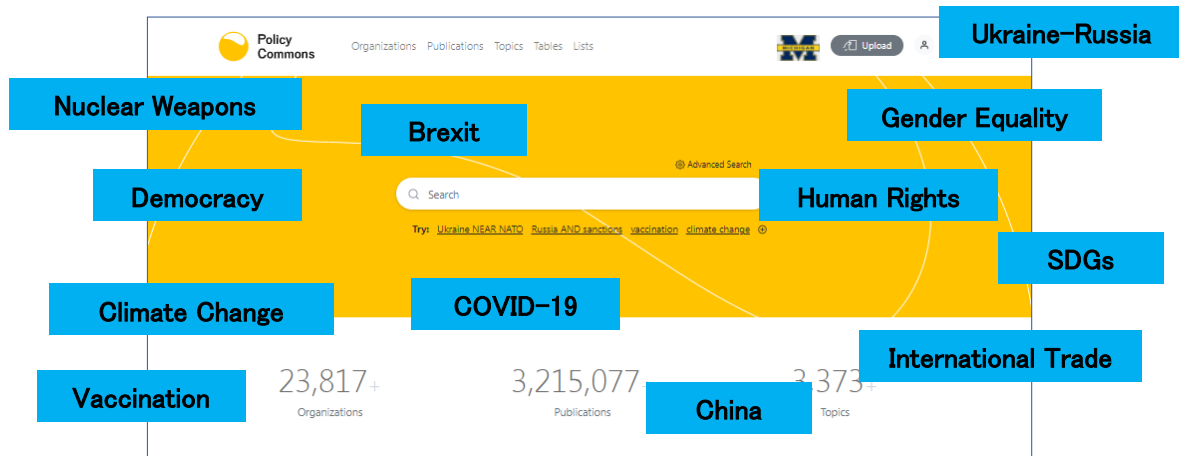 Policy
Commons
Organizations Publications Topics Tables Lists
MICHIGAN
Upload
Ukraine-Russia
Nuclear Weapons
Brexit
Gender Equality
Advanced Search
Democracy
Search
Human Rights
Try: Ukraine NEAR NATO Russia AND sanctions vaccination climate change
SDGs
Climate Change
COVID-19
International Trade
Vaccination
23,817+
Organizations
3,215,077
Publications
China
3,373+
Topics